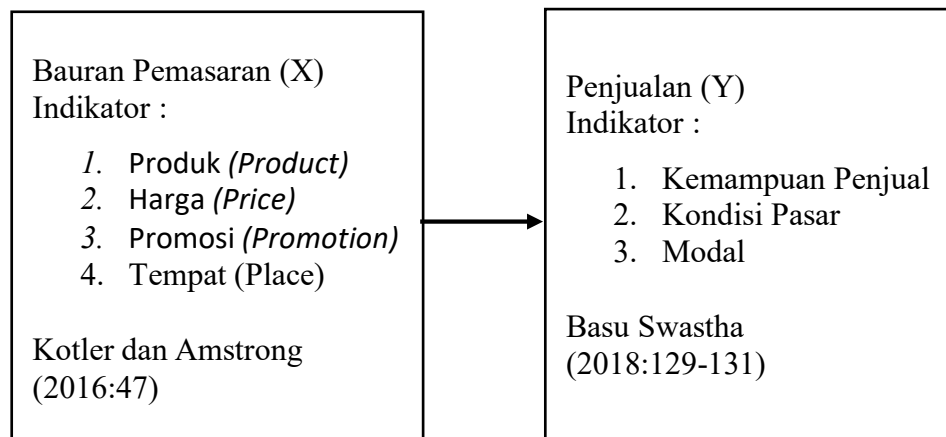 Bauran Pemasaran (X)
Indikator :
1. Produk (Product)
2. Harga (Price)
3. Promosi (Promotion)
4. Tempat (Place)
Kotler dan Amstrong
(2016:47)
Penjualan (Y)
Indikator :
1. Kemampuan Penjual
2. Kondisi Pasar
3. Modal
Basu Swastha
(2018:129-131)